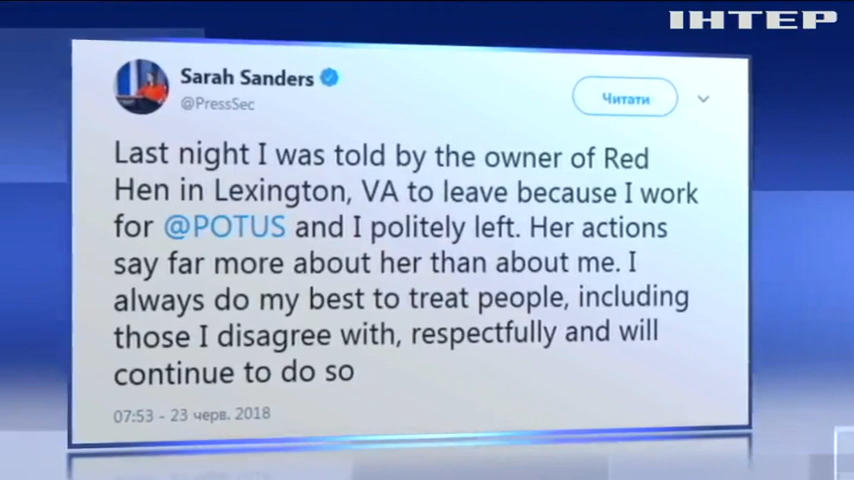 ІНТЕР
Sarah Sanders
@PressSec
Читати
Last night I was told by the owner of Red
Hen in Lexington, VA to leave because I work
for @POTUS and I politely left. Her actions
say far more about her than about me. I
always do my best to treat people, including
those I disagree with, respectfully and will
continue to do so
07:53 - 23 черв. 2018